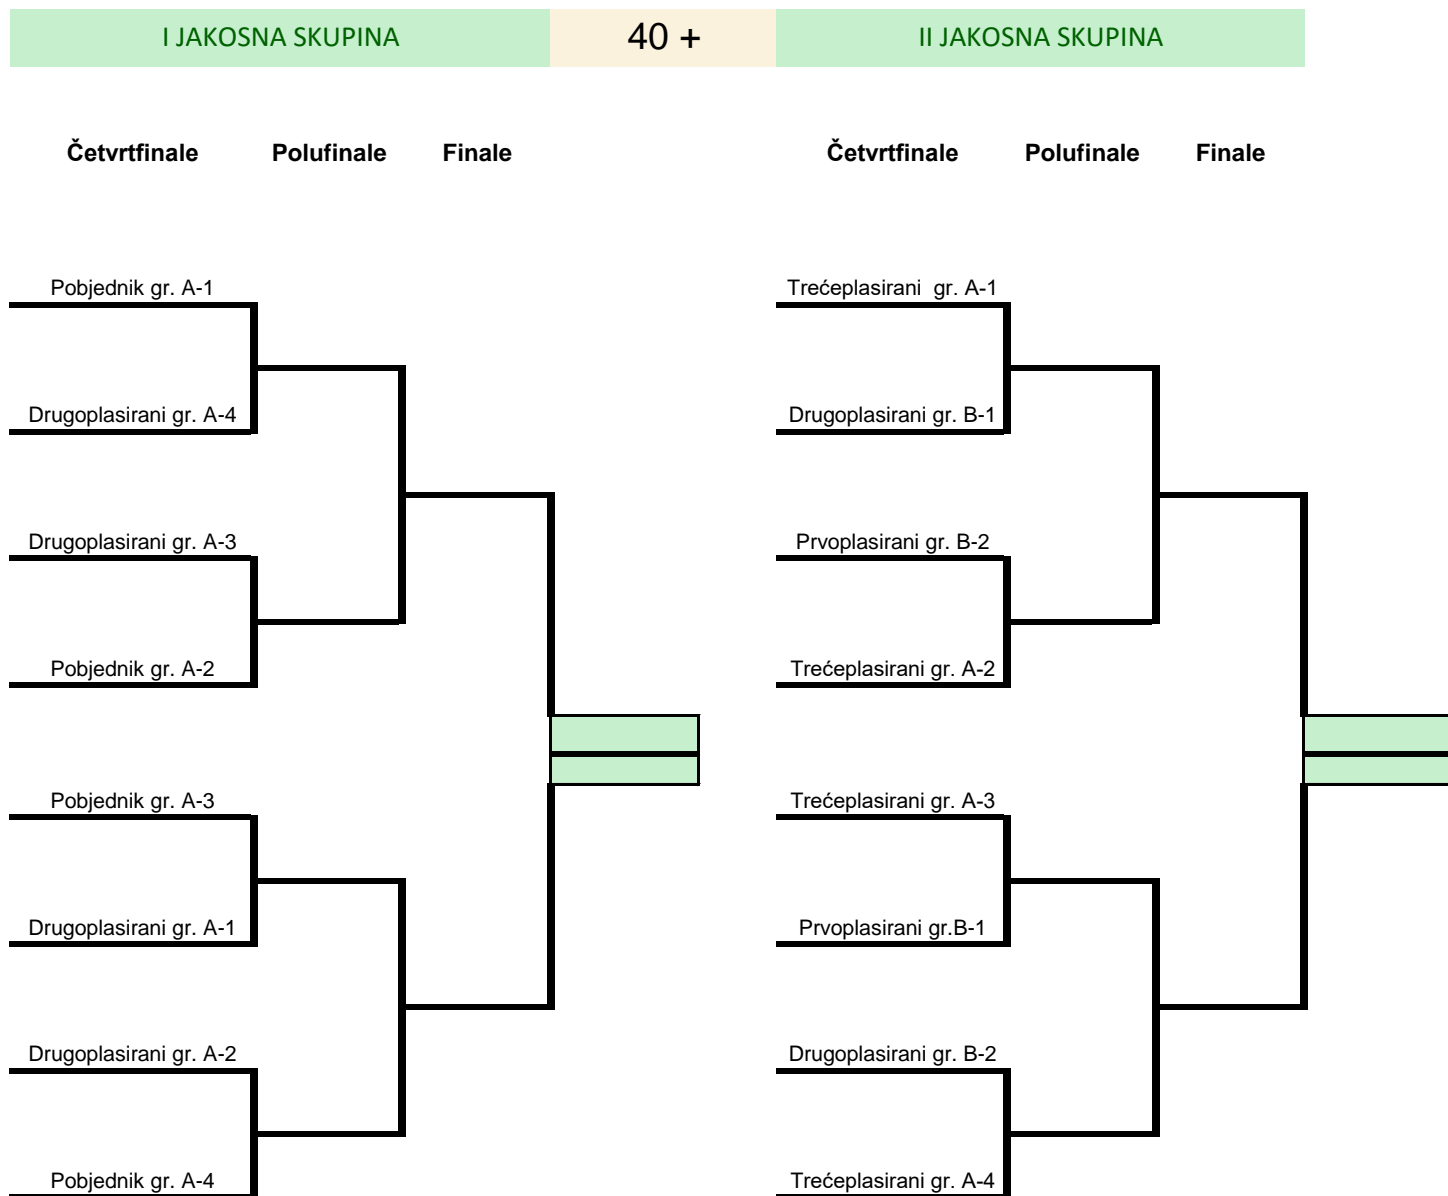 I JAKOSNA SKUPINA 40 + II JAKOSNA SKUPINA
Četvrtfinale Polufinale Finale Četvrtfinale Polufinale Finale
Pobjednik gr. A-1 Trećeplasirani  gr. A-1
Drugoplasirani gr. A-4 Drugoplasirani gr. B-1
Drugoplasirani gr. A-3 Prvoplasirani gr. B-2
Pobjednik gr. A-2 Trećeplasirani gr. A-2
Pobjednik gr. A-3 Trećeplasirani gr. A-3
Drugoplasirani gr. A-1 Prvoplasirani gr.B-1
Drugoplasirani gr. A-2 Drugoplasirani gr. B-2
Pobjednik gr. A-4 Trećeplasirani gr. A-4